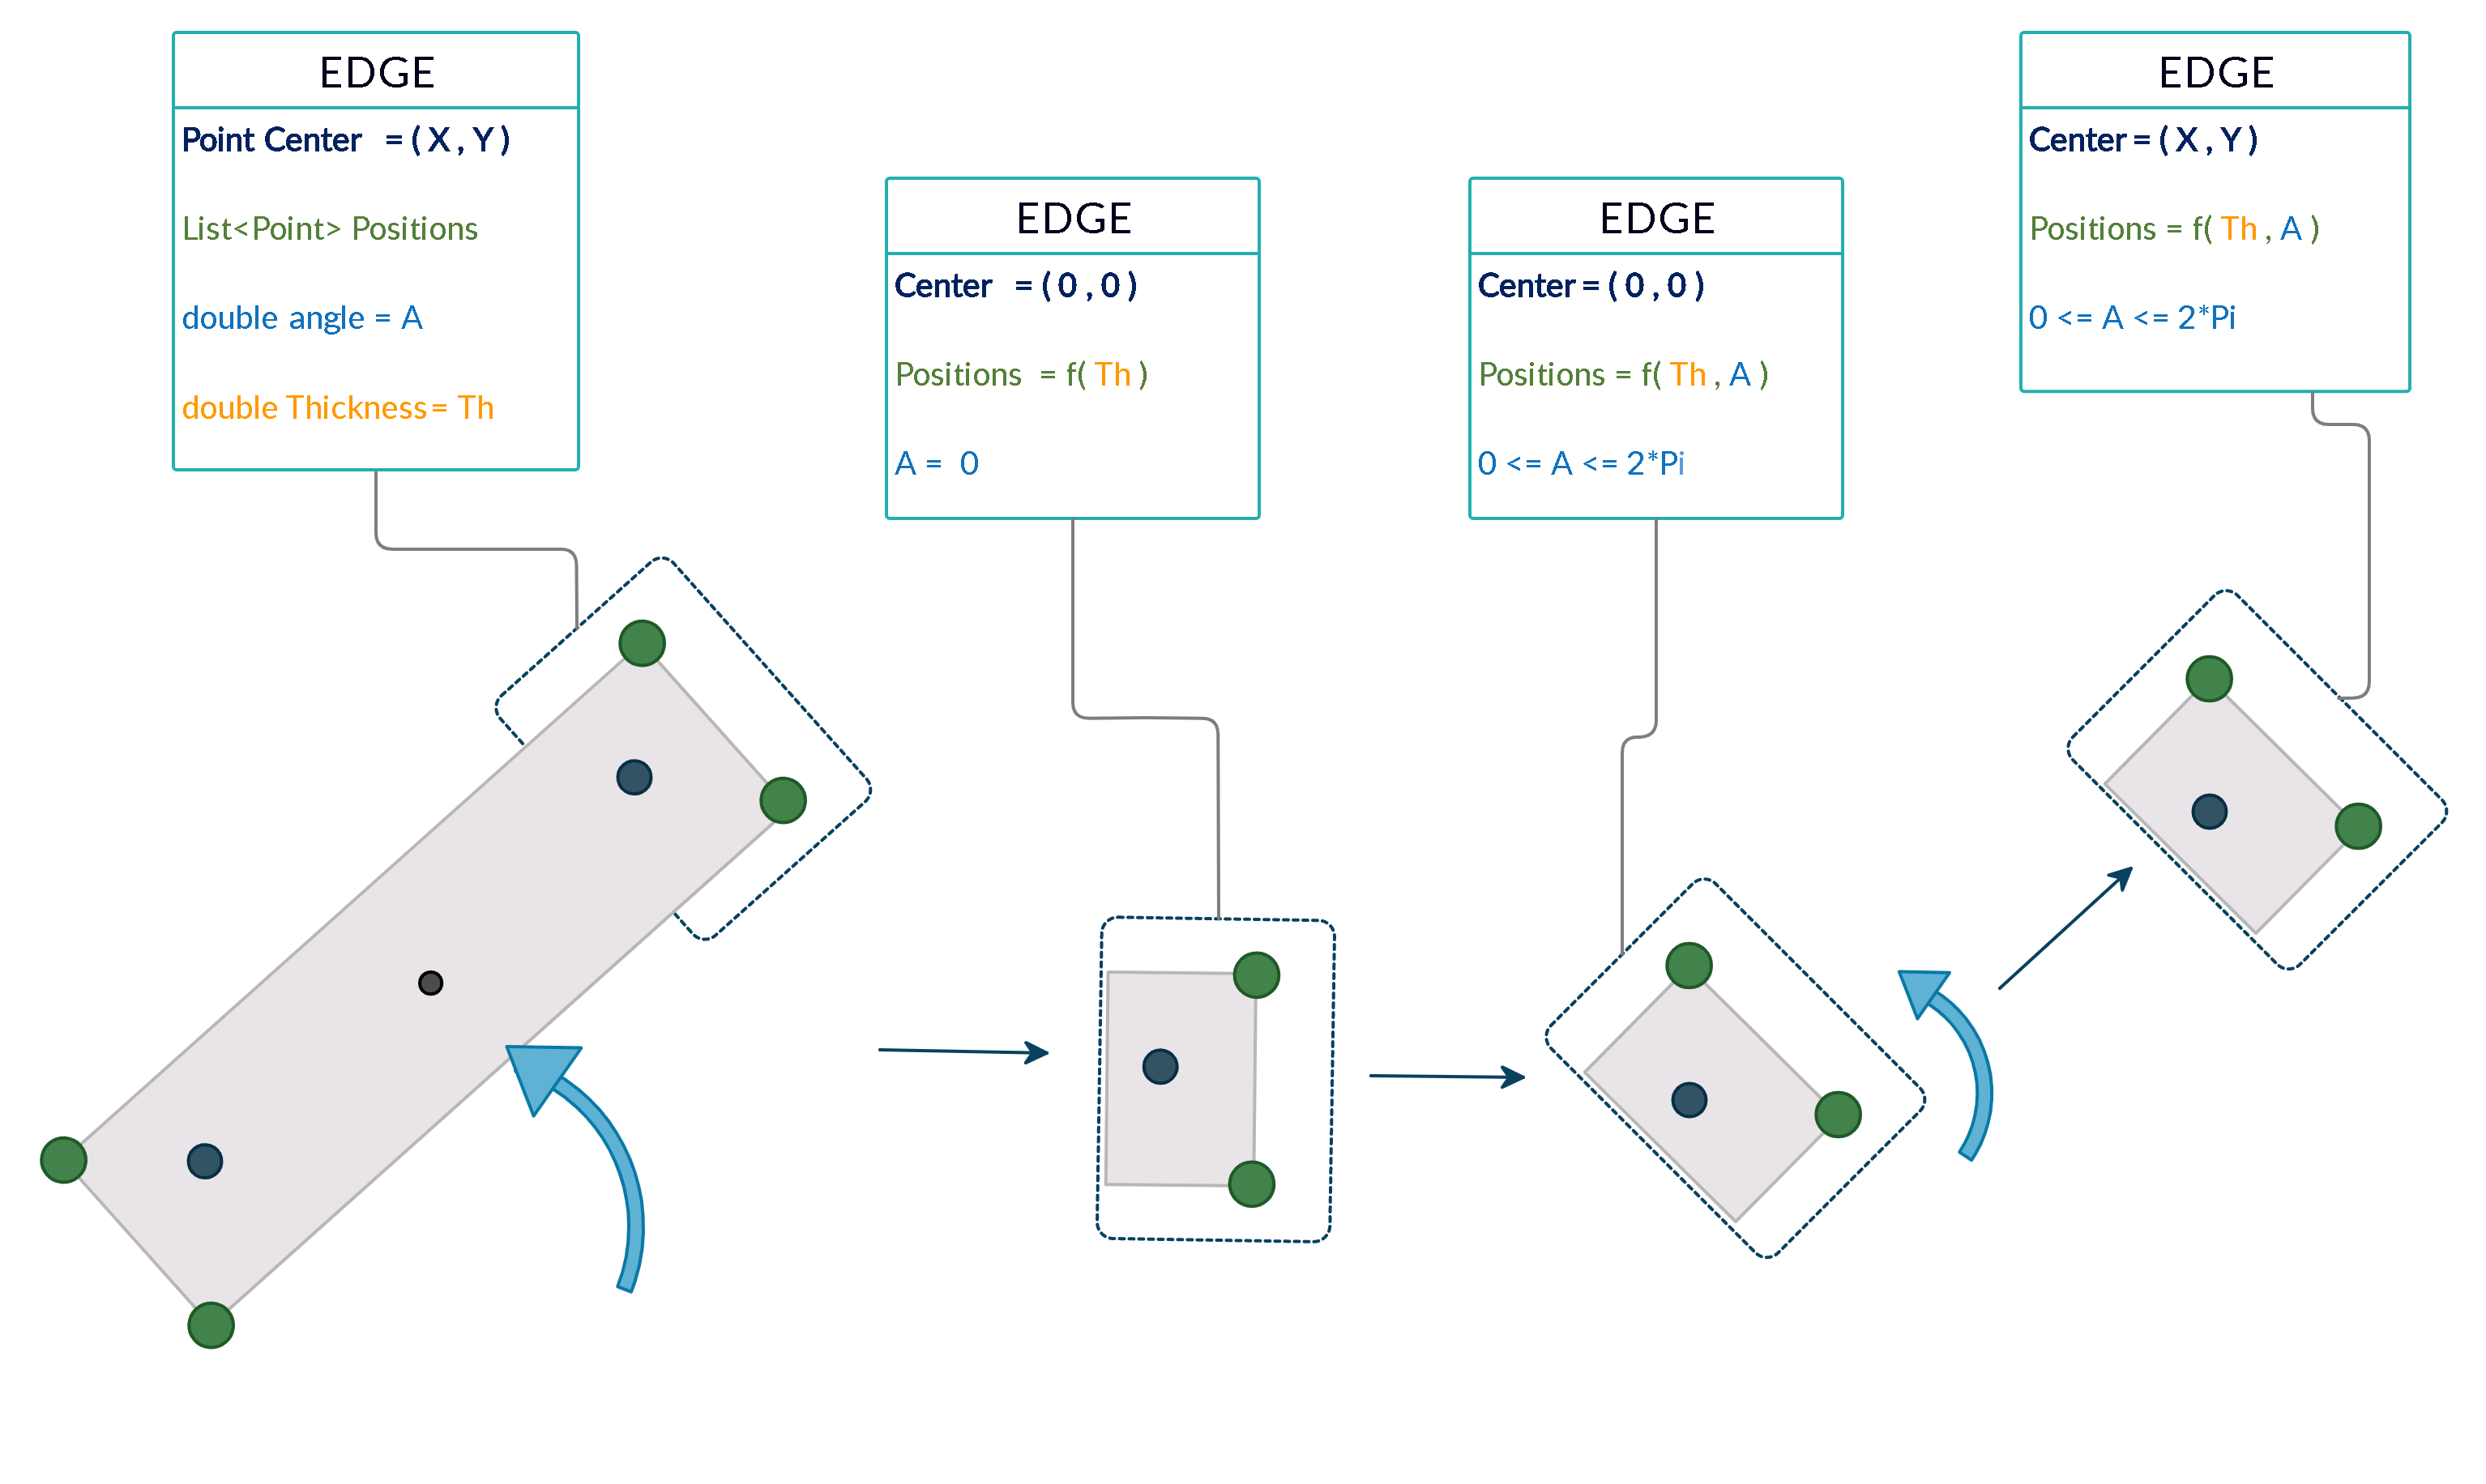 EDGE
Point Center = ( X , Y )
List<Point> Positions
double angle = A
double Thickness= Th
EDGE
Center = ( 0 , 0 )
Positions = f( Th )
A = 0
EDGE
Center = ( 0 , 0 )
Positions = f( Th , A )
0 <= A <= 2*Pi
EDGE
Center = ( X , Y )
Positions = f( Th , A )
0 <= A <= 2*Pi